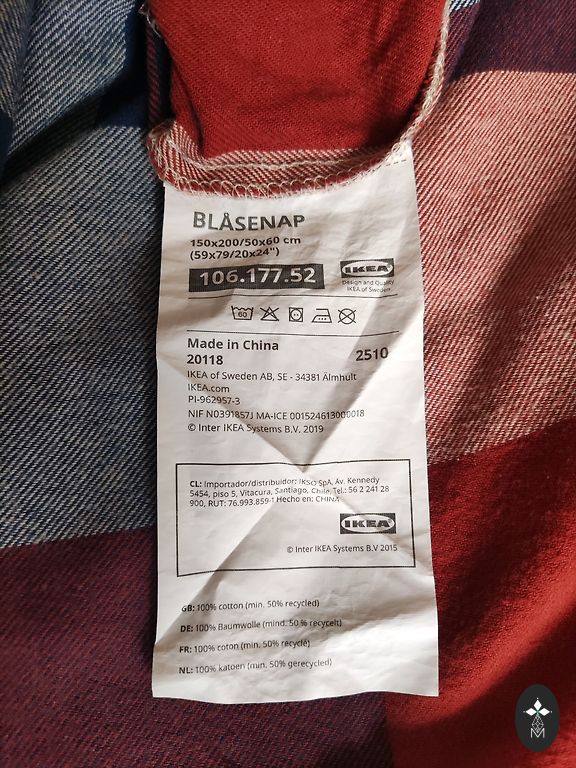 BLÅSENAP
150x200/50x60 cm
(59x79/20x24")
106.177.52
IKEA
Design and Quality
IKEA of Sweden
60
Made in China
20118
2510
IKEA of Sweden AB, SE - 34381 Älmhult
IKEA.com
PI-962957-3
NIF N0391857J MA-ICE 001524613000018
© Inter IKEA Systems B.V. 2019
CL: Importador/distribuidor: IKSO SpA, Av. Kennedy
5454, piso 5, Vitacura, Santiago, Chile, Tel.: 56 2 241 28
900, RUT: 76.993.859-1 Hecho en: CHINA
IKEA
© Inter IKEA Systems B.V 2015
GB: 100% cotton (min. 50% recycled)
DE: 100% Baumwolle (mind. 50 % recycelt)
FR: 100% coton (min. 50% recyclé)
NL: 100% katoen (min. 50% gerecycled)
M